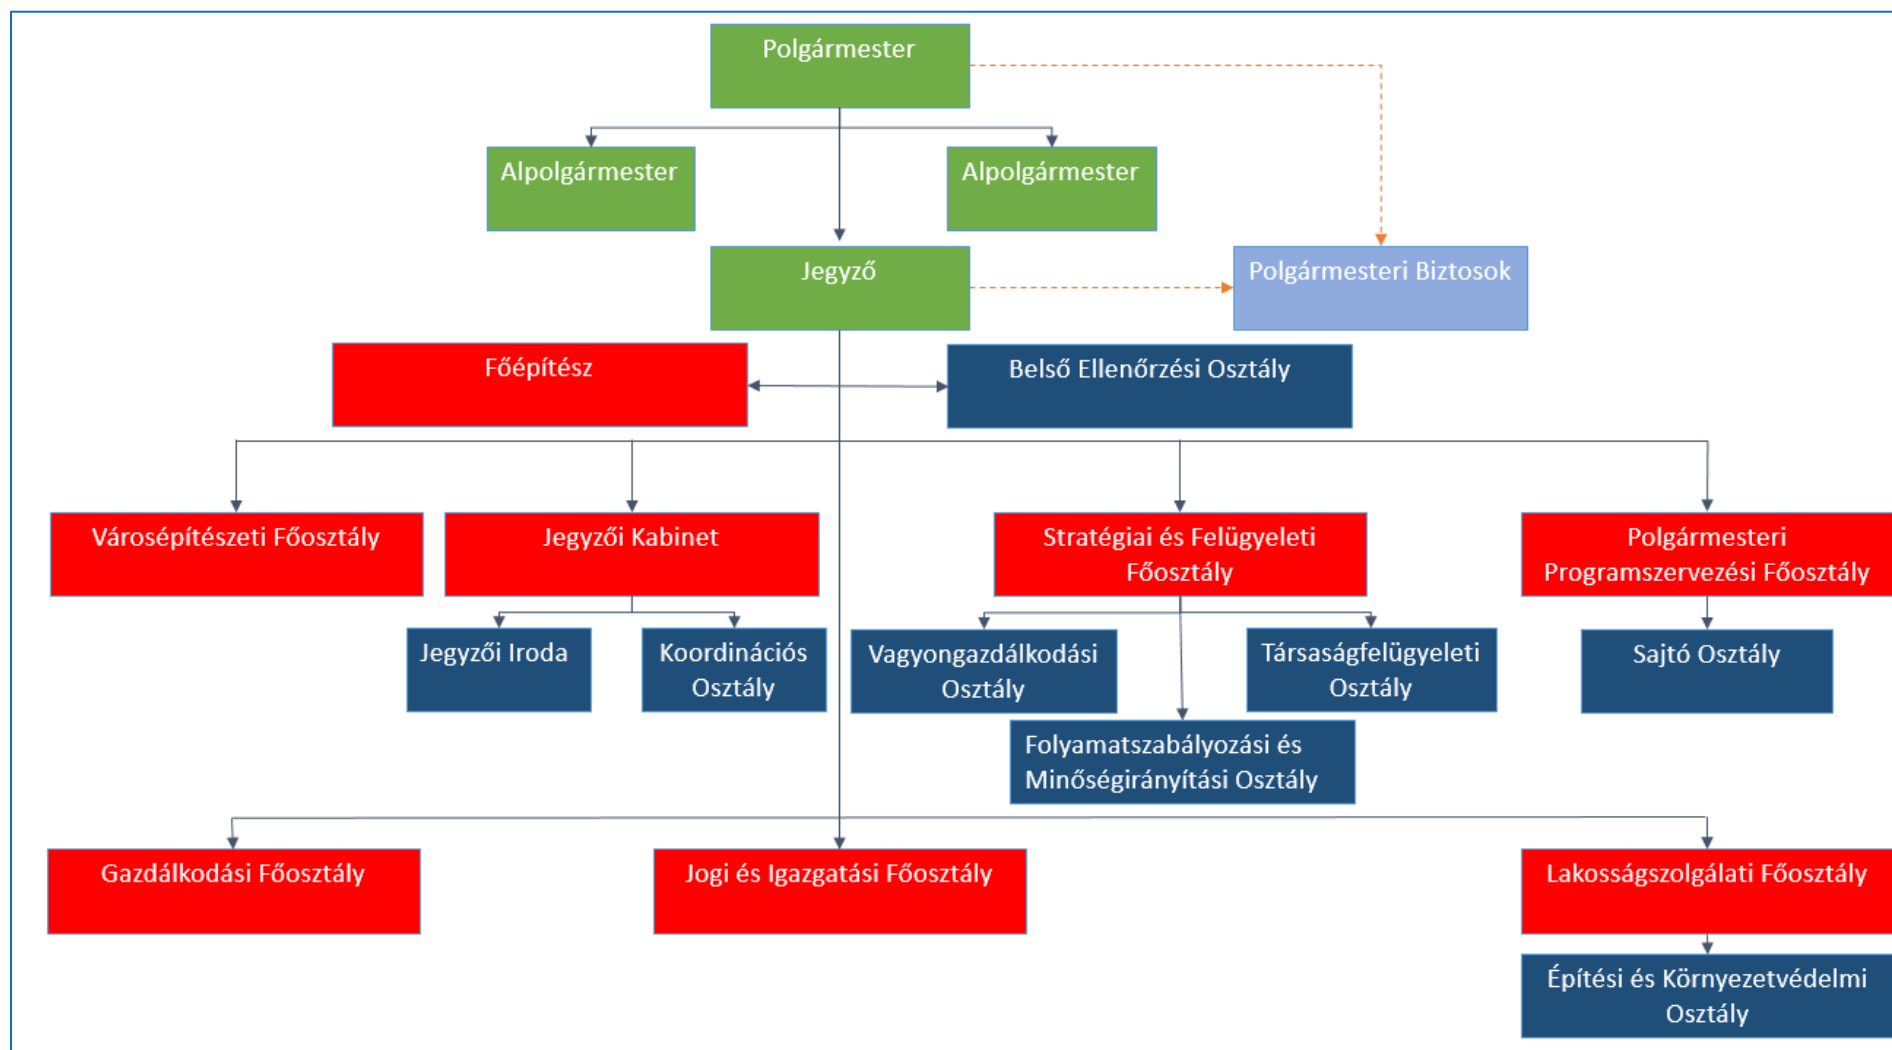 Polgármester
Alpolgármester
Alpolgármester
Jegyző
Polgármesteri Biztosok
Főépítész
Belső Ellenőrzési Osztály
Városépítészeti Főosztály
Jegyzői Kabinet
Stratégiai és Felügyeleti
Főosztály
Polgármesteri
Programszervezési Főosztály
Jegyzői Iroda
Koordinációs
Osztály
Vagyongazdálkodási
Osztály
Társaságfelügyeleti
Osztály
Sajtó Osztály
Folyamatszabályozási és
Minőségirányítási Osztály
Gazdálkodási Főosztály
Jogi és Igazgatási Főosztály
Lakosságszolgálati Főosztály
Építési és Környezetvédelmi
Osztály